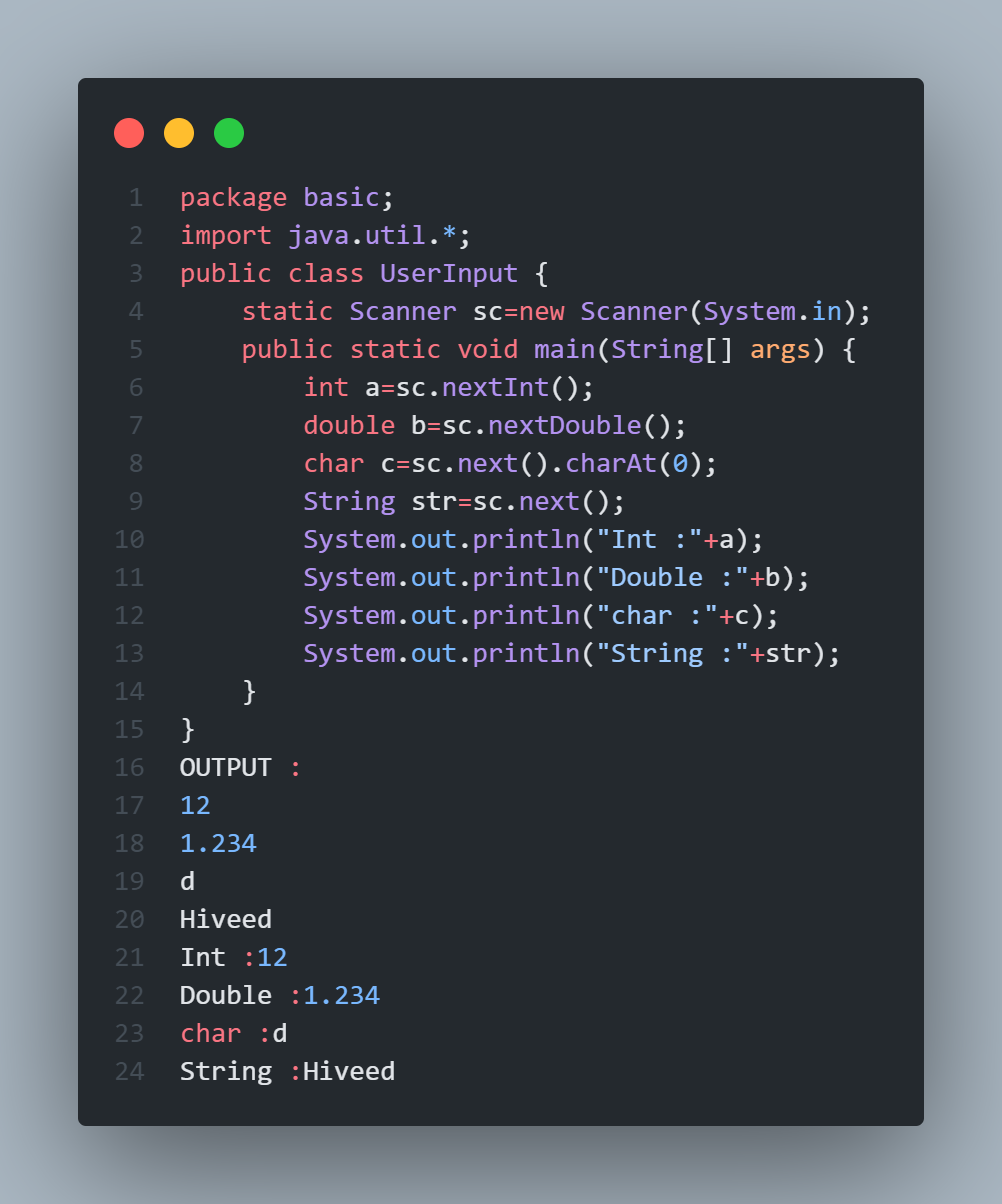 1 package basic;
2 import java.util.*;
3 public class UserInput {
4     static Scanner sc=new Scanner(System.in);
5     public static void main(String[] args) {
6         int a=sc.nextInt();
7         double b=sc.nextDouble();
8         char c=sc.next().charAt(0);
9         String str=sc.next();
10         System.out.println("Int :"+a);
11         System.out.println("Double :"+b);
12         System.out.println("char :"+c);
13         System.out.println("String :"+str);
14     }
15 }
16 OUTPUT :
17 12
18 1.234
19 d
20 Hiveed
21 Int :12
22 Double :1.234
23 char :d
24 String :Hiveed